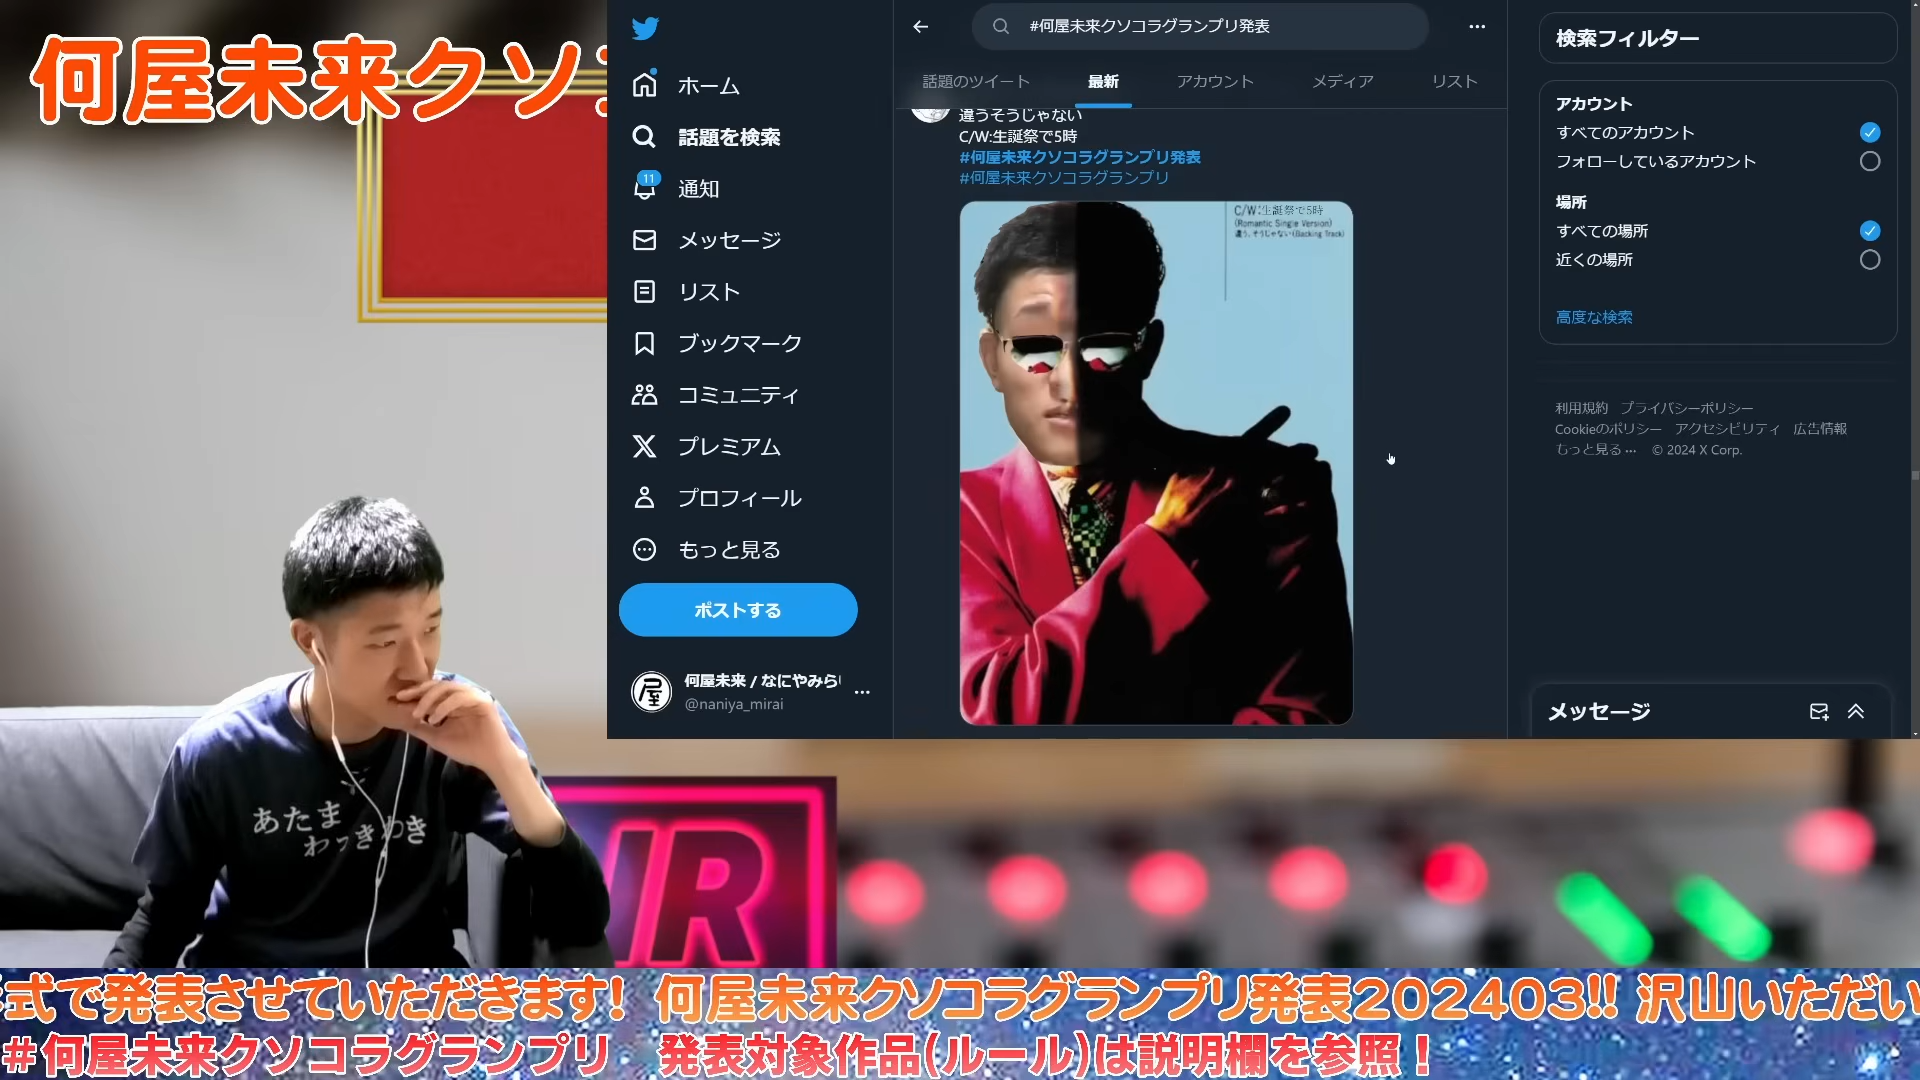 何屋未来クソコ
ホーム
話題を検索
11
通知
メッセージ
リスト
ブックマーク
コミュニティ
プレミアム
プロフィール
もっと見る
ポストする
屋
何屋未来 / なにやみら
@naniya_mirai
#何屋未来クソコラグランプリ発表
話題のツイート
最新
アカウント
メディア
リスト
違うそうじゃない
C/W:生誕祭で5時
#何屋未来クソコラグランプリ発表
#何屋未来クソコラグランプリ
C/W:生誕祭で5時
(Romantic Single Version)
違う、そうじゃない(Backing Track)
検索フィルター
アカウント
すべてのアカウント
フォローしているアカウント
場所
すべての場所
近くの場所
高度な検索
利用規約 プライバシーポリシー
Cookieのポリシー アクセシビリティ 広告情報
もっと見る ··· © 2024 X Corp.
メッセージ
あたま
わっきわき
IR
式で発表させていただきます! 何屋未来クソコラグランプリ発表202403!! 沢山いただい
#何屋未来クソコラグランプリ 発表対象作品(ルール)は説明欄を参照!